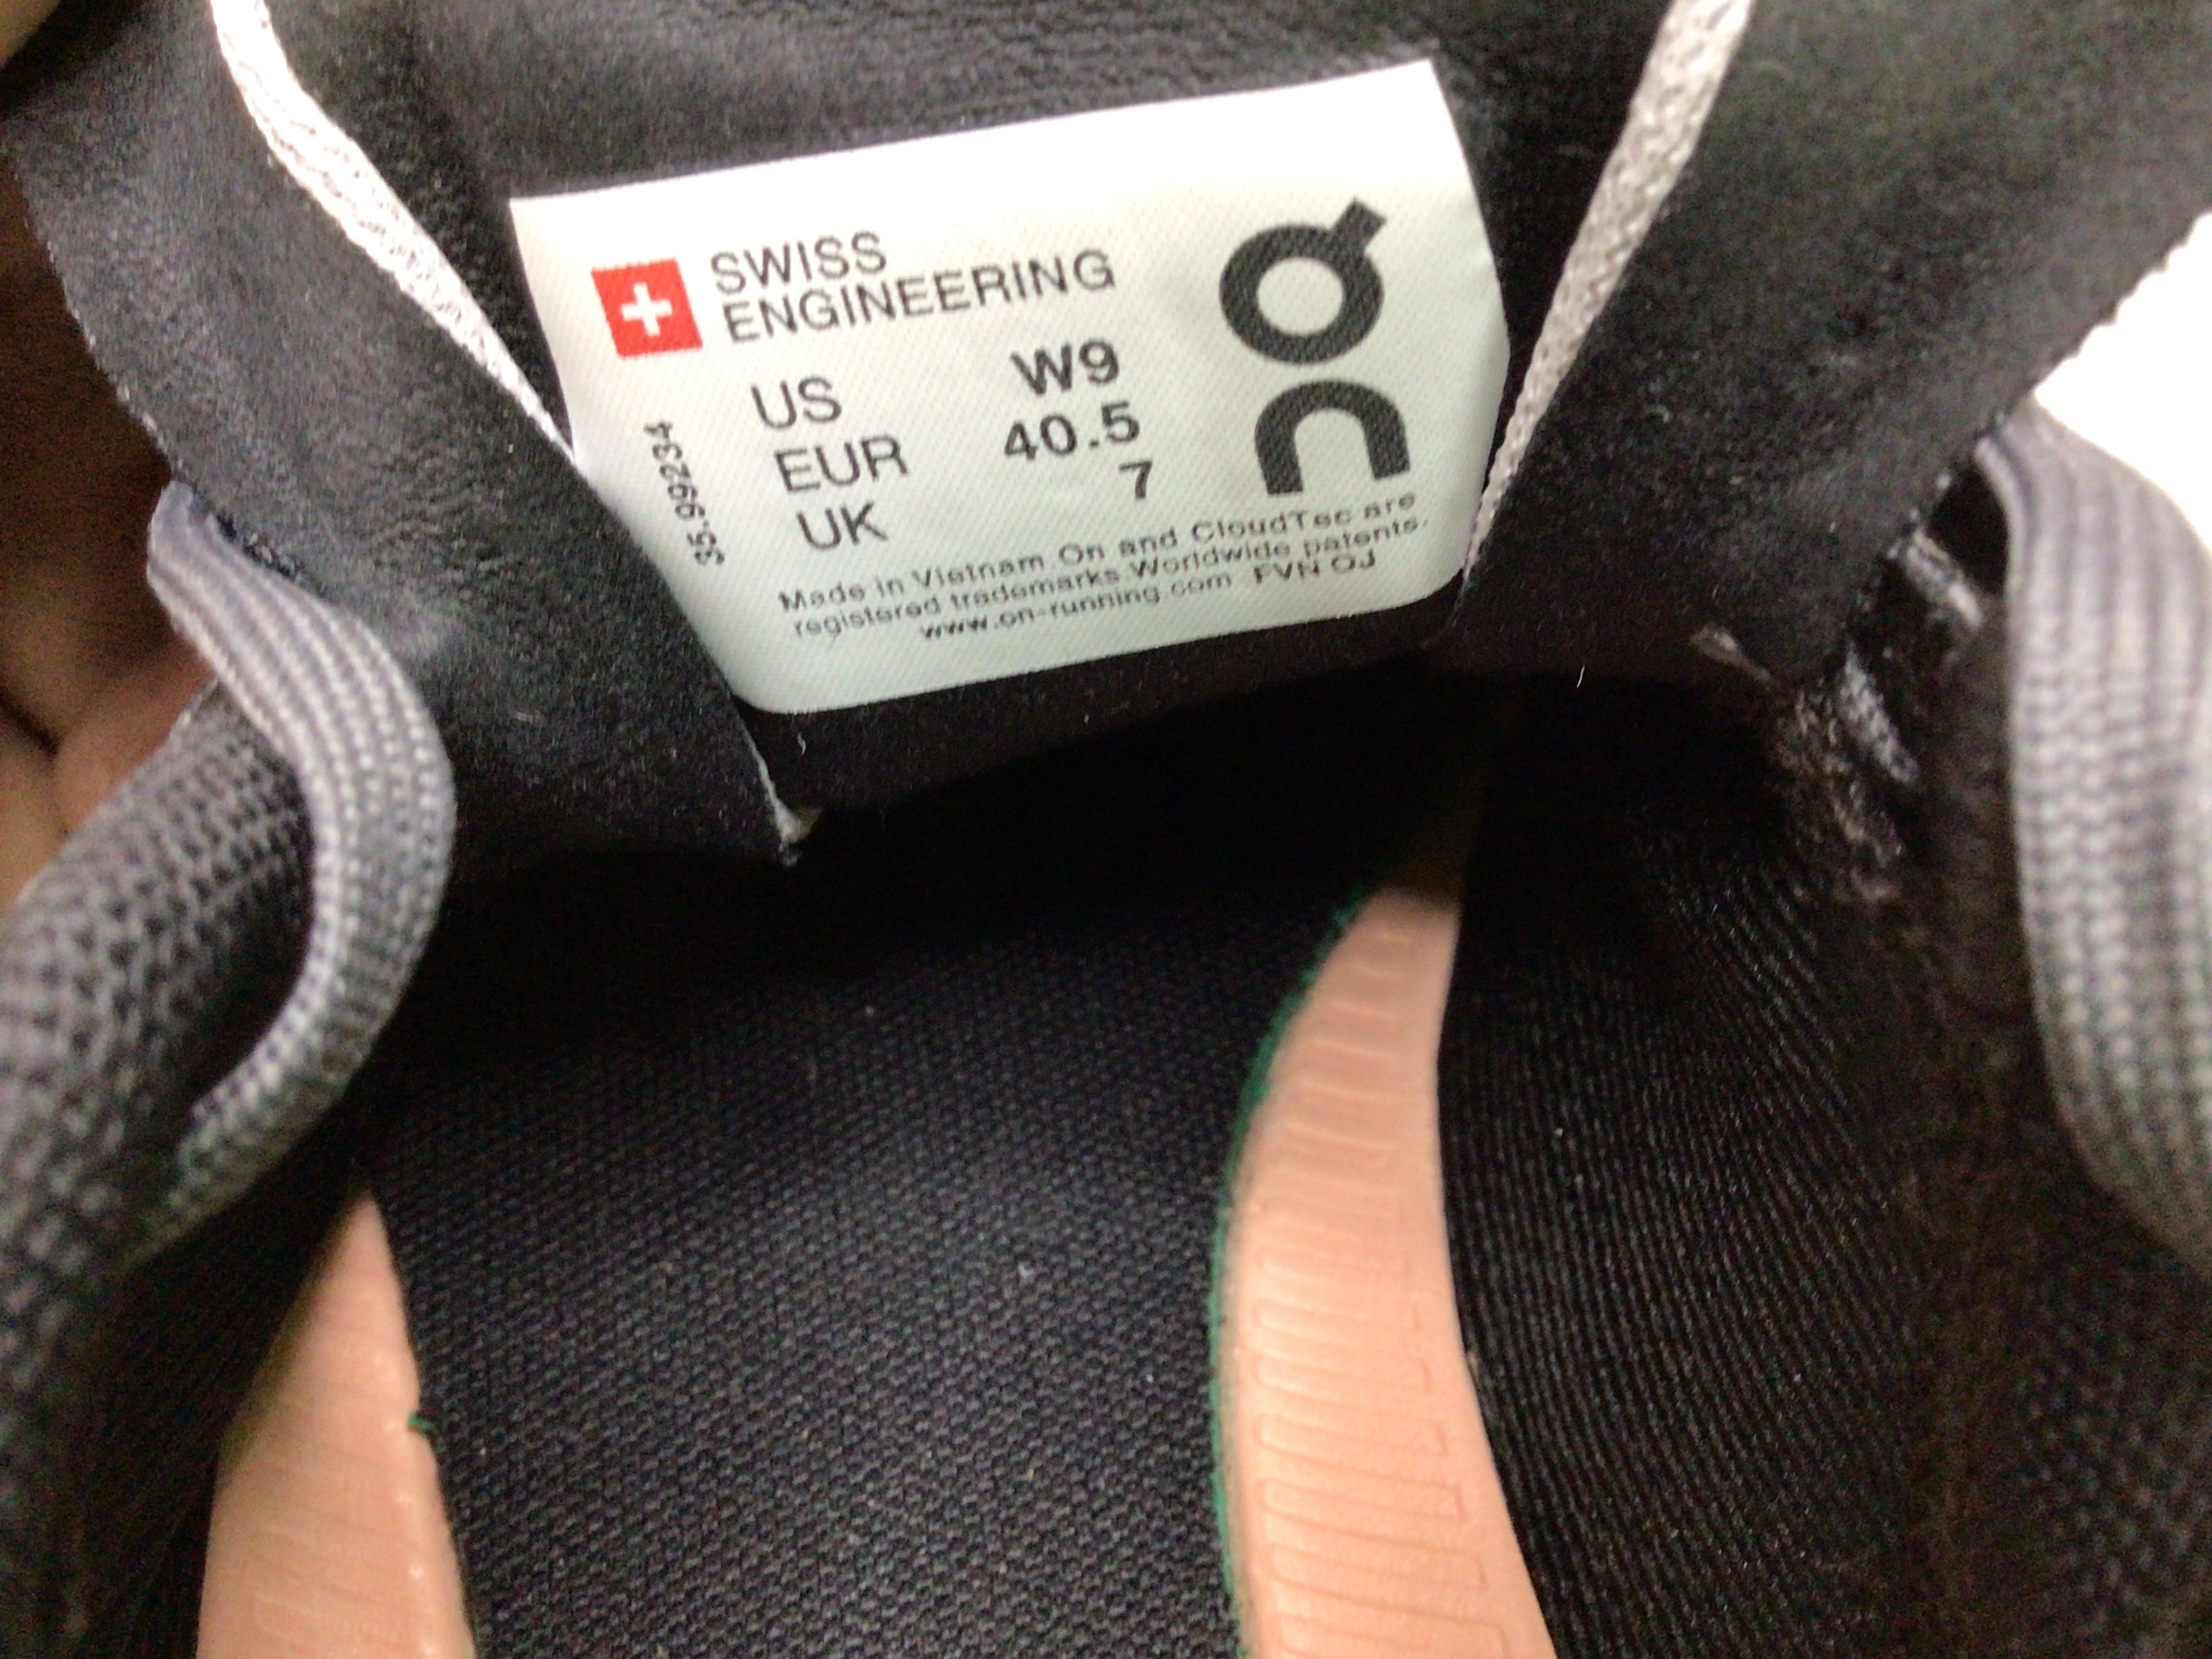 SWISS
ENGINEERING
On
US W9
EUR 40.5
UK 7
35.99234
Made in Vietnam On and CloudTec are
registered trademarks Worldwide patents.
www.on-running.com FVN OJ